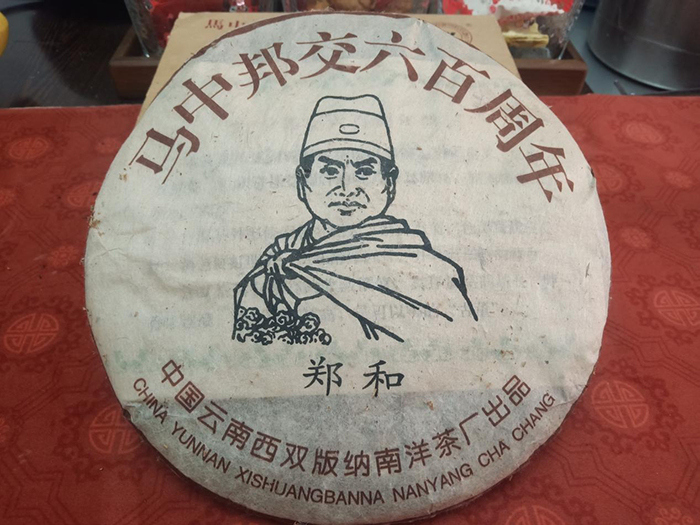 马中邦交六百周年
郑和
中国云南西双版纳南洋茶厂出品
CHINA YUNNAN XISHUANGBANNA NANYANG CHA CHANG